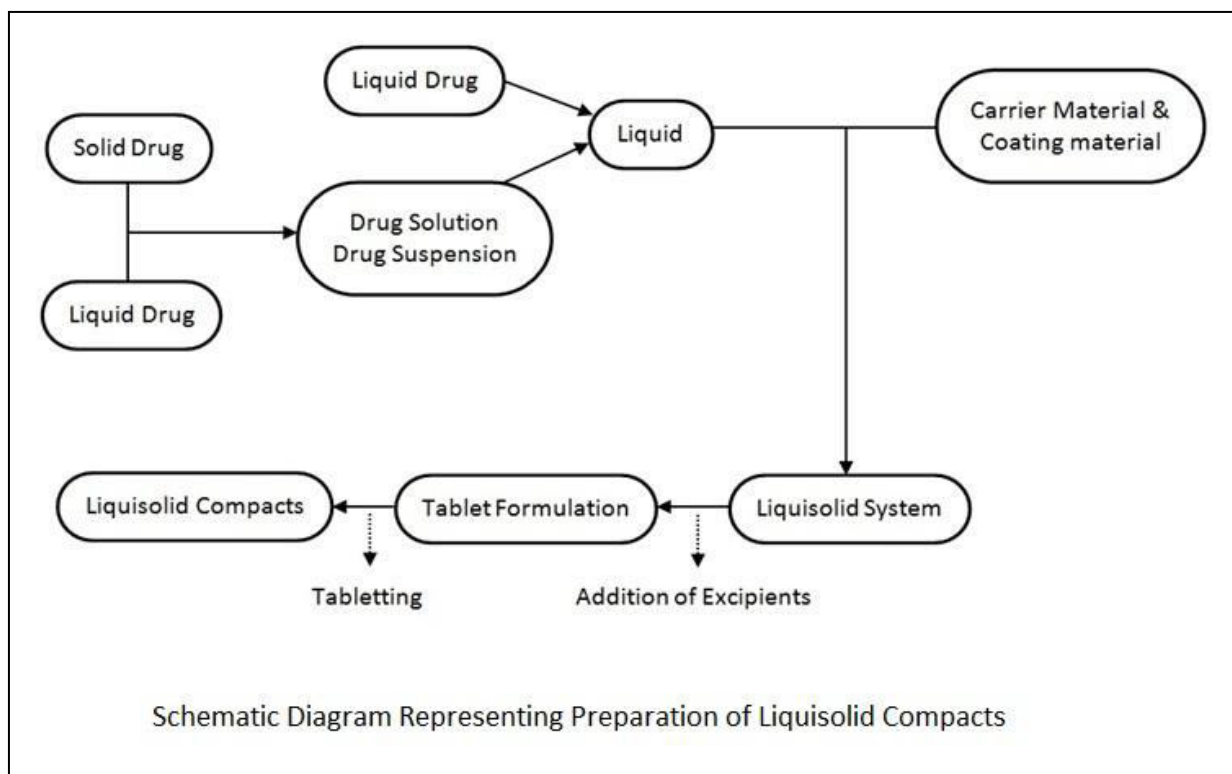 Liquid Drug
Solid Drug
Liquid
Carrier Material &
Coating material
Drug Solution
Drug Suspension
Liquid Drug
Liquisolid Compacts
Tablet Formulation
Liquisolid System
Tabletting
Addition of Excipients
Schematic Diagram Representing Preparation of Liquisolid Compacts